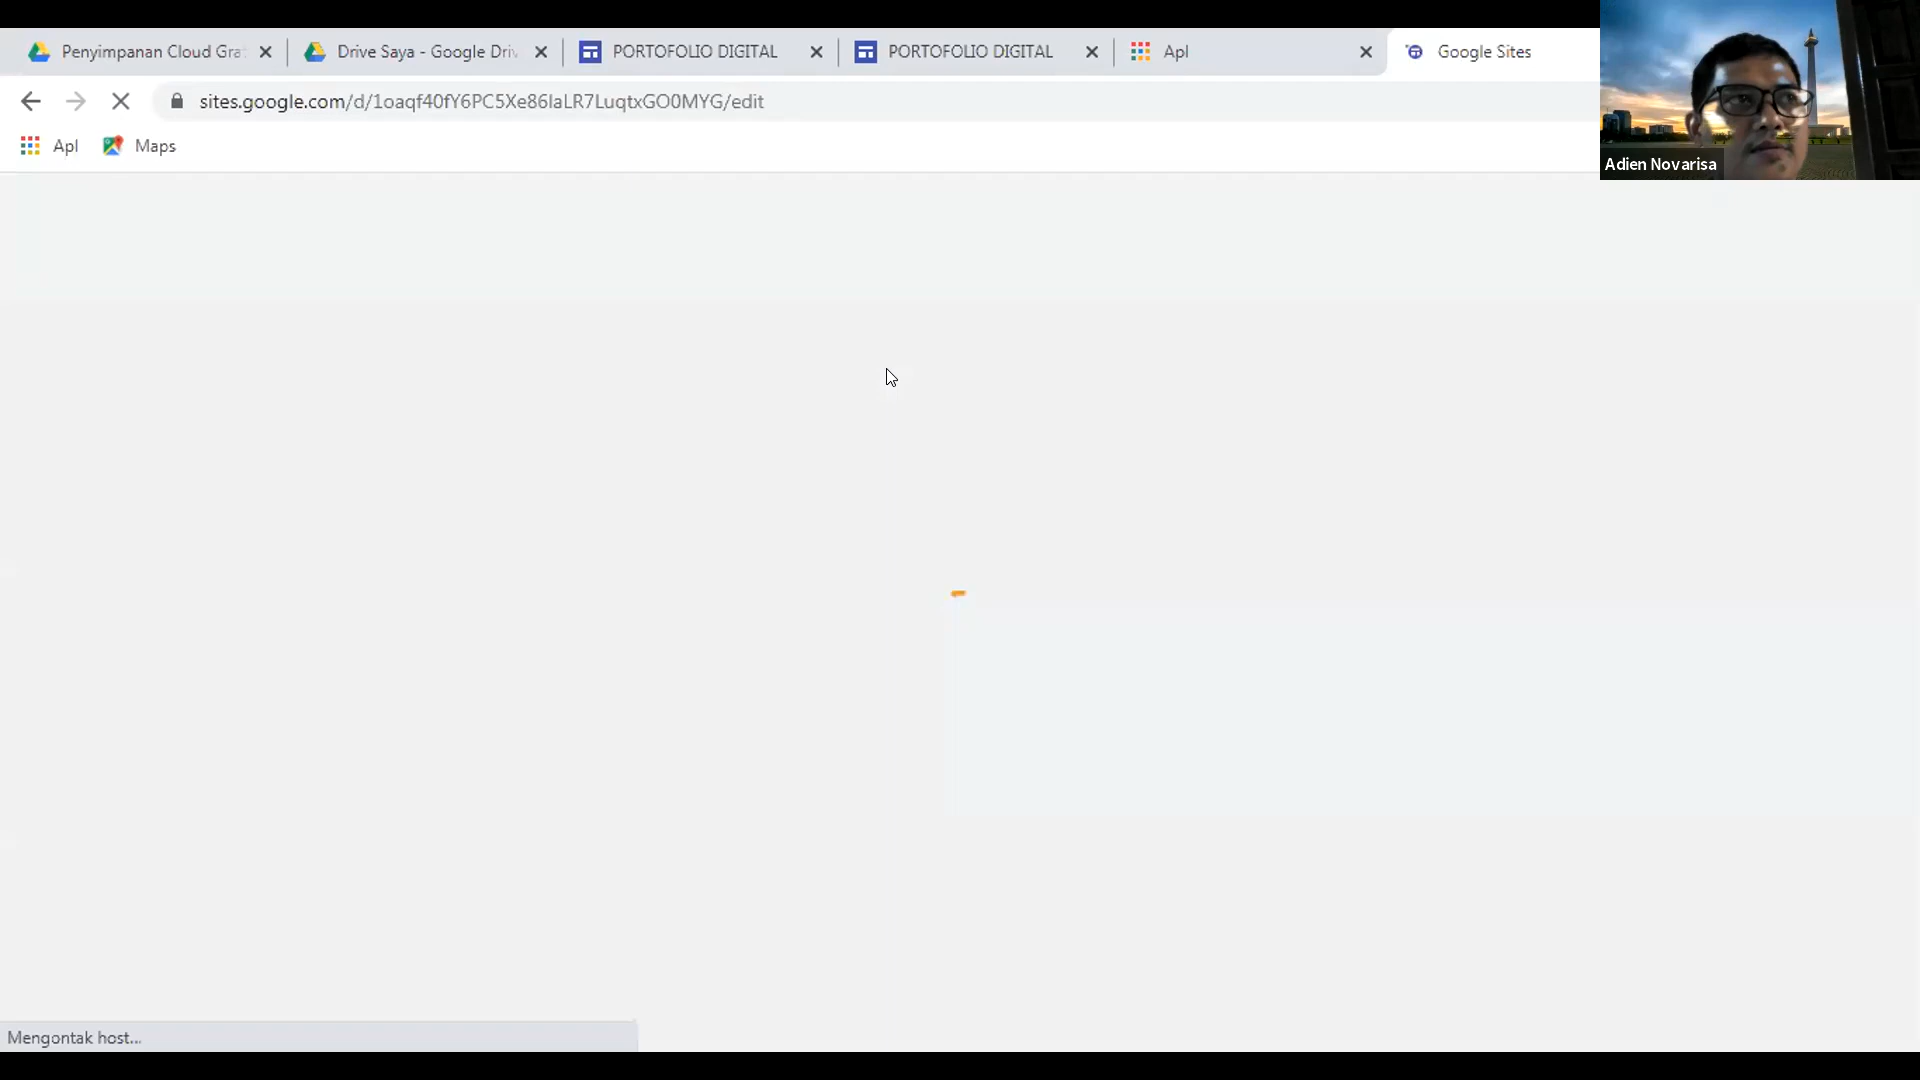 Penyimpanan Cloud Gra
Drive Saya - Google Driv
PORTOFOLIO DIGITAL
PORTOFOLIO DIGITAL
Apl
Google Sites
sites.google.com/d/1oaqf40fY6PC5Xe86laLR7LuqtxGO0MYG/edit
Apl
Maps
Adien Novarisa
Mengontak host...